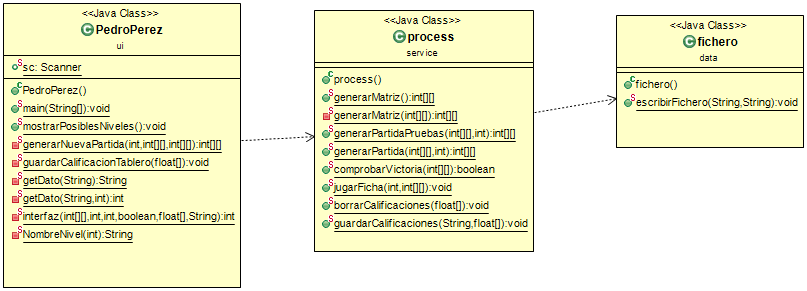 <<Java Class>>
PedroPerez
ui
sc: Scanner
PedroPerez()
main(String[]):void
mostrarPosiblesNiveles():void
generarNuevaPartida(int,int[][],int[][]):int[][]
guardarCalificacionTablero(float[]):void
getDato(String):String
getDato(String,int):int
interfaz(int[][],int,int,boolean,float[],String):int
NombreNivel(int):String
<<Java Class>>
process
service
process()
generarMatriz():int[][]
generarMatriz(int[][]):int[][]
generarPartidaPruebas(int[][],int):int[][]
generarPartida(int[][],int):int[][]
comprobarVictoria(int[][]):boolean
jugarFicha(int,int[][]):void
borrarCalificaciones(float[]):void
guardarCalificaciones(String,float[]):void
<<Java Class>>
fichero
data
fichero()
escribirFichero(String,String):void